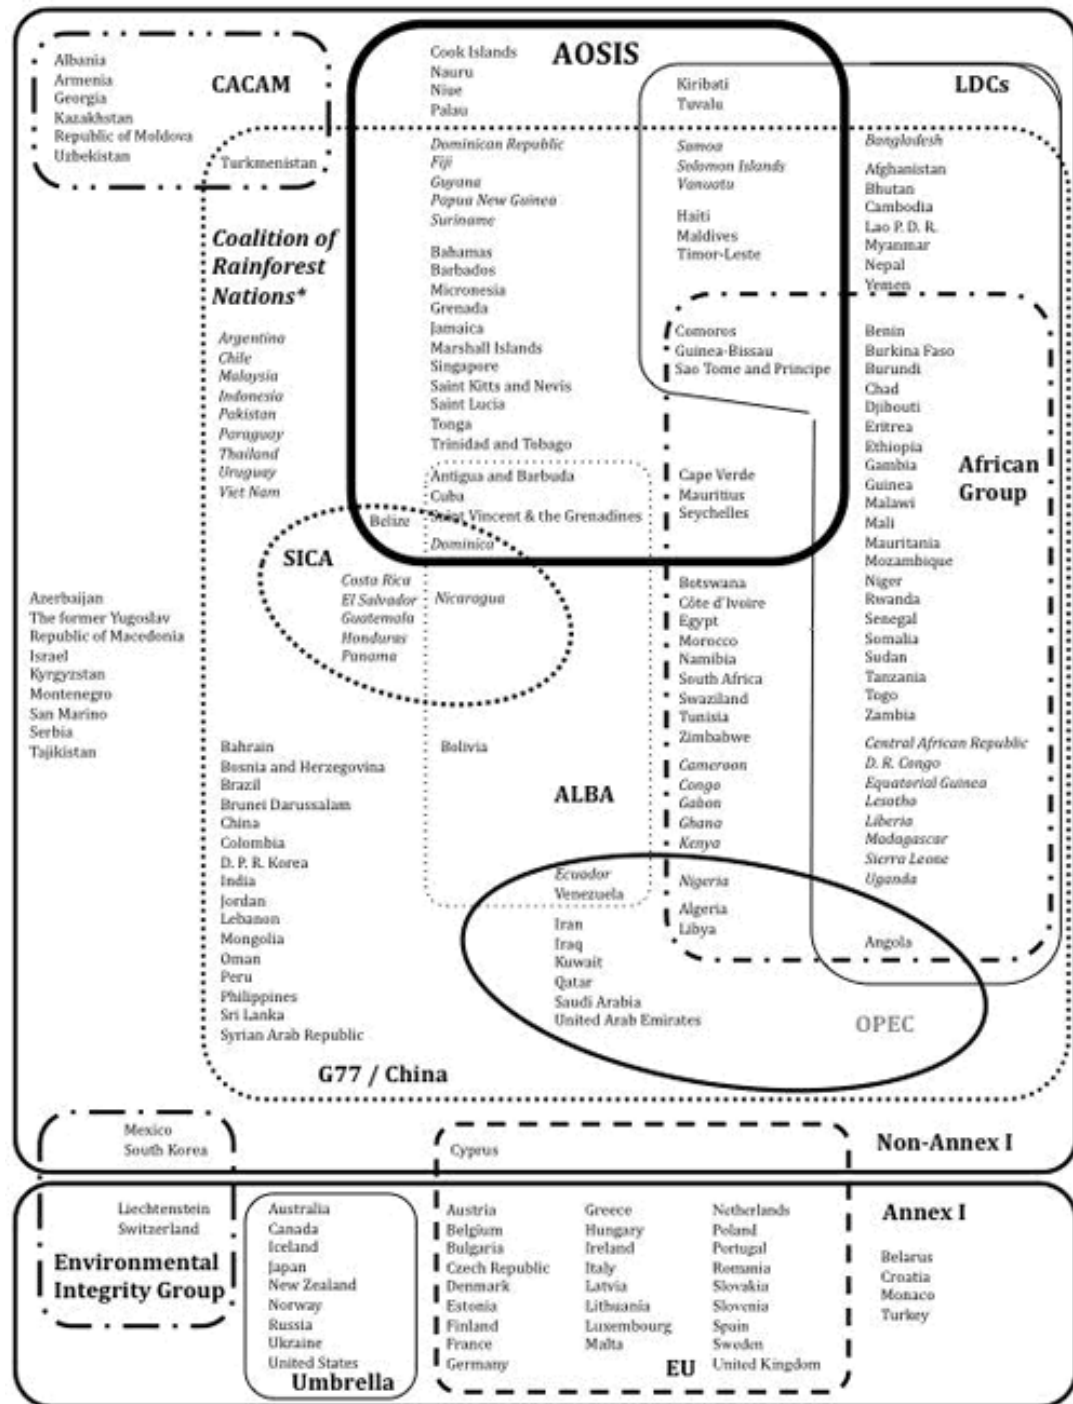 AOSIS
CACAM
LDCs
Albania
Armenia
Georgia
Kazakhstan
Republic of Moldova
Uzbekistan
Turkmenistan
Cook Islands
Nauru
Niue
Palau
Kiribati
Tuvalu
Dominican Republic
Fiji
Guyana
Papua New Guinea
Suriname
Samoa
Solomon Islands
Vanuatu
Haiti
Maldives
Timor-Leste
Bangladesh
Afghanistan
Bhutan
Cambodia
Lao P. D. R.
Myanmar
Nepal
Yemen
Coalition of
Rainforest
Nations*
Argentina
Chile
Malaysia
Indonesia
Pakistan
Paraguay
Thailand
Uruguay
Viet Nam
Bahamas
Barbados
Micronesia
Grenada
Jamaica
Marshall Islands
Singapore
Saint Kitts and Nevis
Saint Lucia
Tonga
Trinidad and Tobago
Comoros
Guinea-Bissau
Sao Tome and Principe
Benin
Burkina Faso
Burundi
Chad
Djibouti
Eritrea
Ethiopia
Gambia
Guinea
Malawi
Mali
Mauritania
Mozambique
Niger
Rwanda
Senegal
Somalia
Sudan
Tanzania
Togo
Zambia
African
Group
Antigua and Barbuda
Cuba
Saint Vincent & the Grenadines
Dominica
Cape Verde
Mauritius
Seychelles
Belize
SICA
Costa Rica
El Salvador
Guatemala
Honduras
Panama
Nicaragua
Botswana
Côte d'Ivoire
Egypt
Morocco
Namibia
South Africa
Swaziland
Tunisia
Zimbabwe
Cameroon
Congo
Gabon
Ghana
Kenya
Central African Republic
D. R. Congo
Equatorial Guinea
Lesotho
Liberia
Madagascar
Sierra Leone
Uganda
Azerbaijan
The former Yugoslav
Republic of Macedonia
Israel
Kyrgyzstan
Montenegro
San Marino
Serbia
Tajikistan
Bahrain
Bosnia and Herzegovina
Brazil
Brunei Darussalam
China
Colombia
D. P. R. Korea
India
Jordan
Lebanon
Mongolia
Oman
Peru
Philippines
Sri Lanka
Syrian Arab Republic
Bolivia
ALBA
Ecuador
Venezuela
Iran
Iraq
Kuwait
Qatar
Saudi Arabia
United Arab Emirates
Nigeria
Algeria
Libya
Angola
OPEC
G77 / China
Mexico
South Korea
Cyprus
Non-Annex I
Liechtenstein
Switzerland
Environmental
Integrity Group
Australia
Canada
Iceland
Japan
New Zealand
Norway
Russia
Ukraine
United States
Umbrella
Austria
Belgium
Bulgaria
Czech Republic
Denmark
Estonia
Finland
France
Germany
Greece
Hungary
Ireland
Italy
Latvia
Lithuania
Luxembourg
Malta
EU
Netherlands
Poland
Portugal
Romania
Slovakia
Slovenia
Spain
Sweden
United Kingdom
Annex I
Belarus
Croatia
Monaco
Turkey